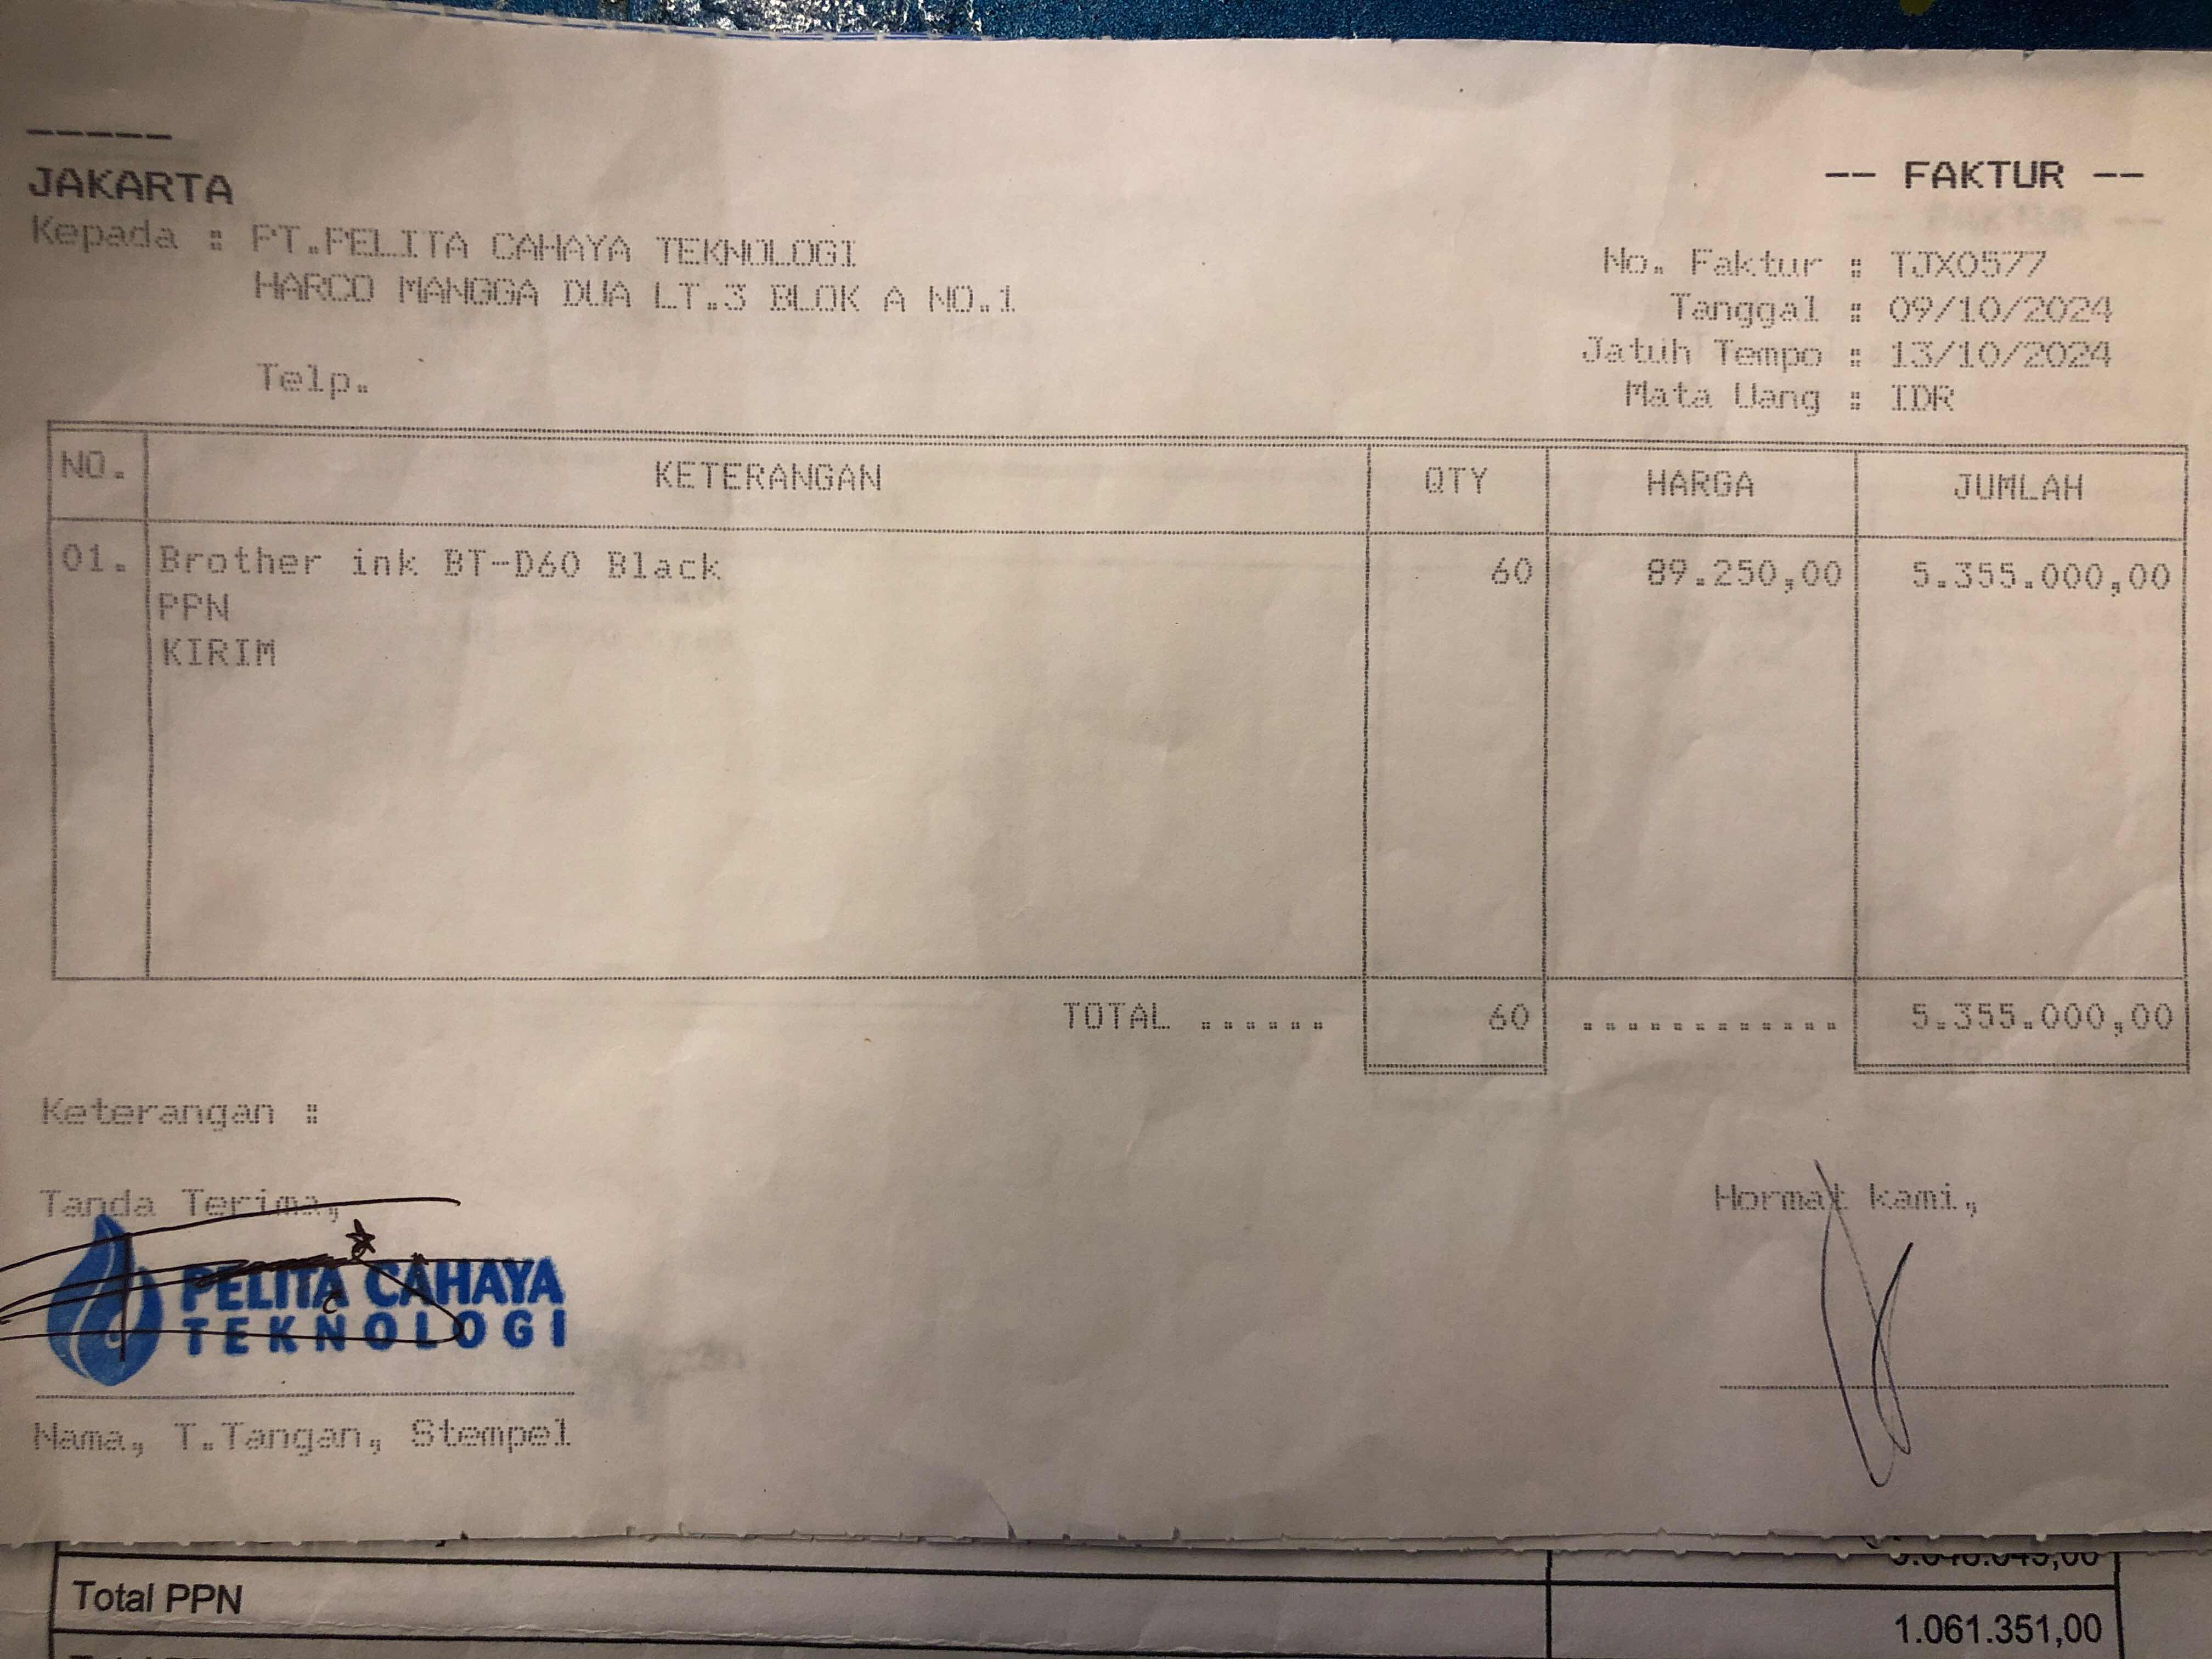 -----
JAKARTA
-- FAKTUR --
Kepada : PT.PELITA CAHAYA TEKNOLOGI
HARCO MANGGA DUA LT.3 BLOK A NO.1
Telp.
No. Faktur : TJX0577
Tanggal : 09/10/2024
Jatuh Tempo : 13/10/2024
Mata Uang : IDR
NO. KETERANGAN QTY HARGA JUMLAH
01. Brother ink BT-D60 Black 60 89.250,00 5.355.000,00
PPN
KIRIM
TOTAL ...... 60 ............ 5.355.000,00
Keterangan :
Tanda Terima,
Hormat kami,
PELITA CAHAYA
TEKNOLOGI
Nama, T.Tangan, Stempel
Total PPN 1.061.351,00